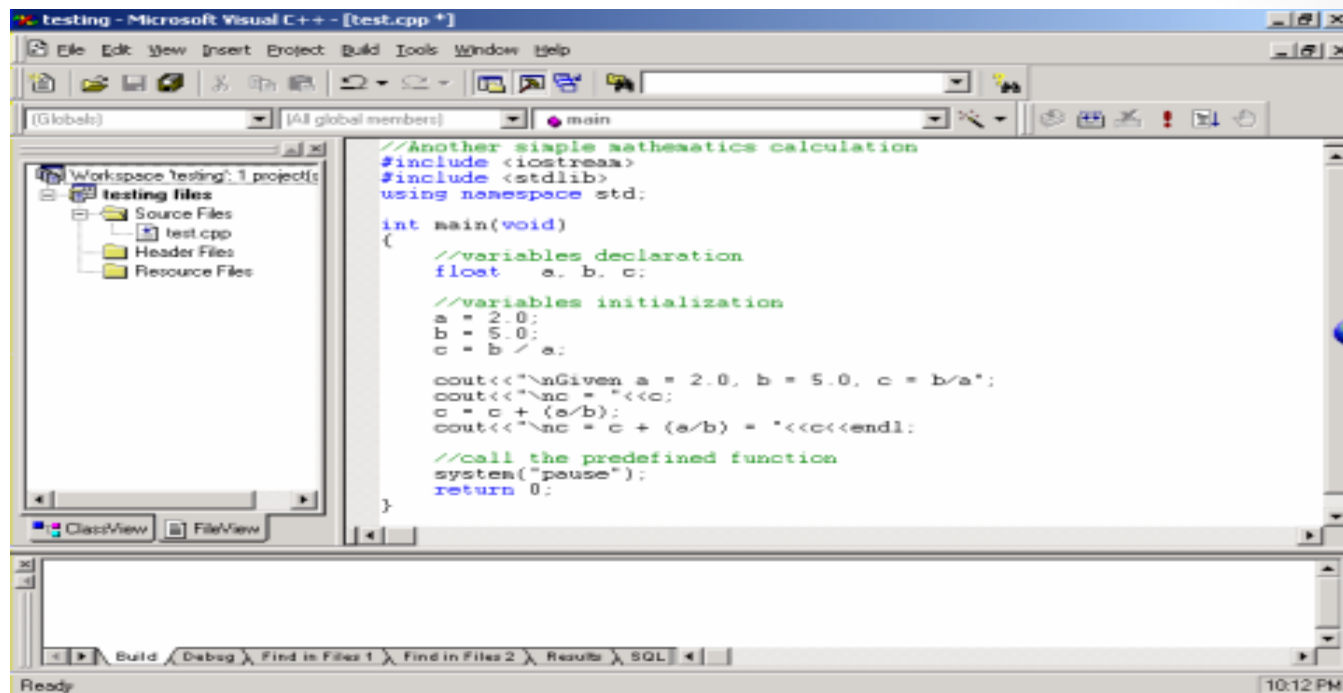 testing - Microsoft Visual C++ - [test.cpp *]
File Edit View Insert Project Build Tools Window Help
(Globals) (All global members) main
Workspace 'testing': 1 project(s
testing files
Source Files
test.cpp
Header Files
Resource Files
ClassView FileView
//Another simple mathematics calculation
#include <iostream>
#include <stdlib>
using namespace std;
int main(void)
{
//variables declaration
float a, b, c;
//variables initialization
a = 2.0;
b = 5.0;
c = b / a;
cout<<"\nGiven a = 2.0, b = 5.0, c = b/a";
cout<<"\nc = "<<c;
c = c + (a/b);
cout<<"\nc = c + (a/b) = "<<c<<endl;
//call the predefined function
system("pause");
return 0;
}
Build Debug Find in Files 1 Find in Files 2 Results SQL
Ready 10:12 PM